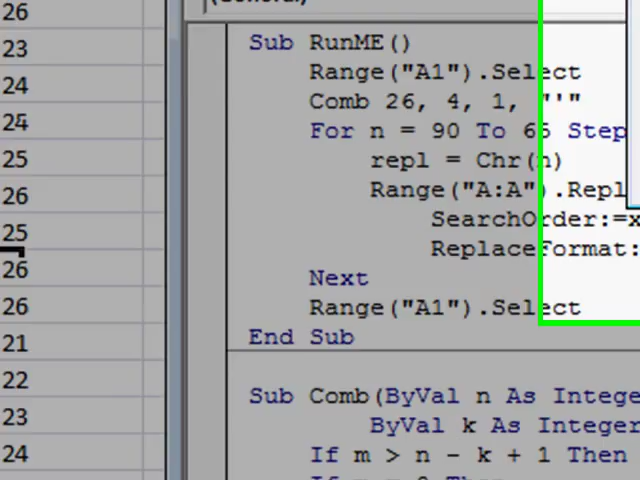 26
23
24
24
25
26
25
26
26
21
22
23
24
Sub RunME()
Range("A1").Select
Comb 26, 4, 1, "'"
For n = 90 To 65 Step
repl = Chr(n)
Range("A:A").Repl
SearchOrder:=x
ReplaceFormat:
Next
Range("A1").Select
End Sub
Sub Comb(ByVal n As Intege
ByVal k As Integer
If m > n - k + 1 Then